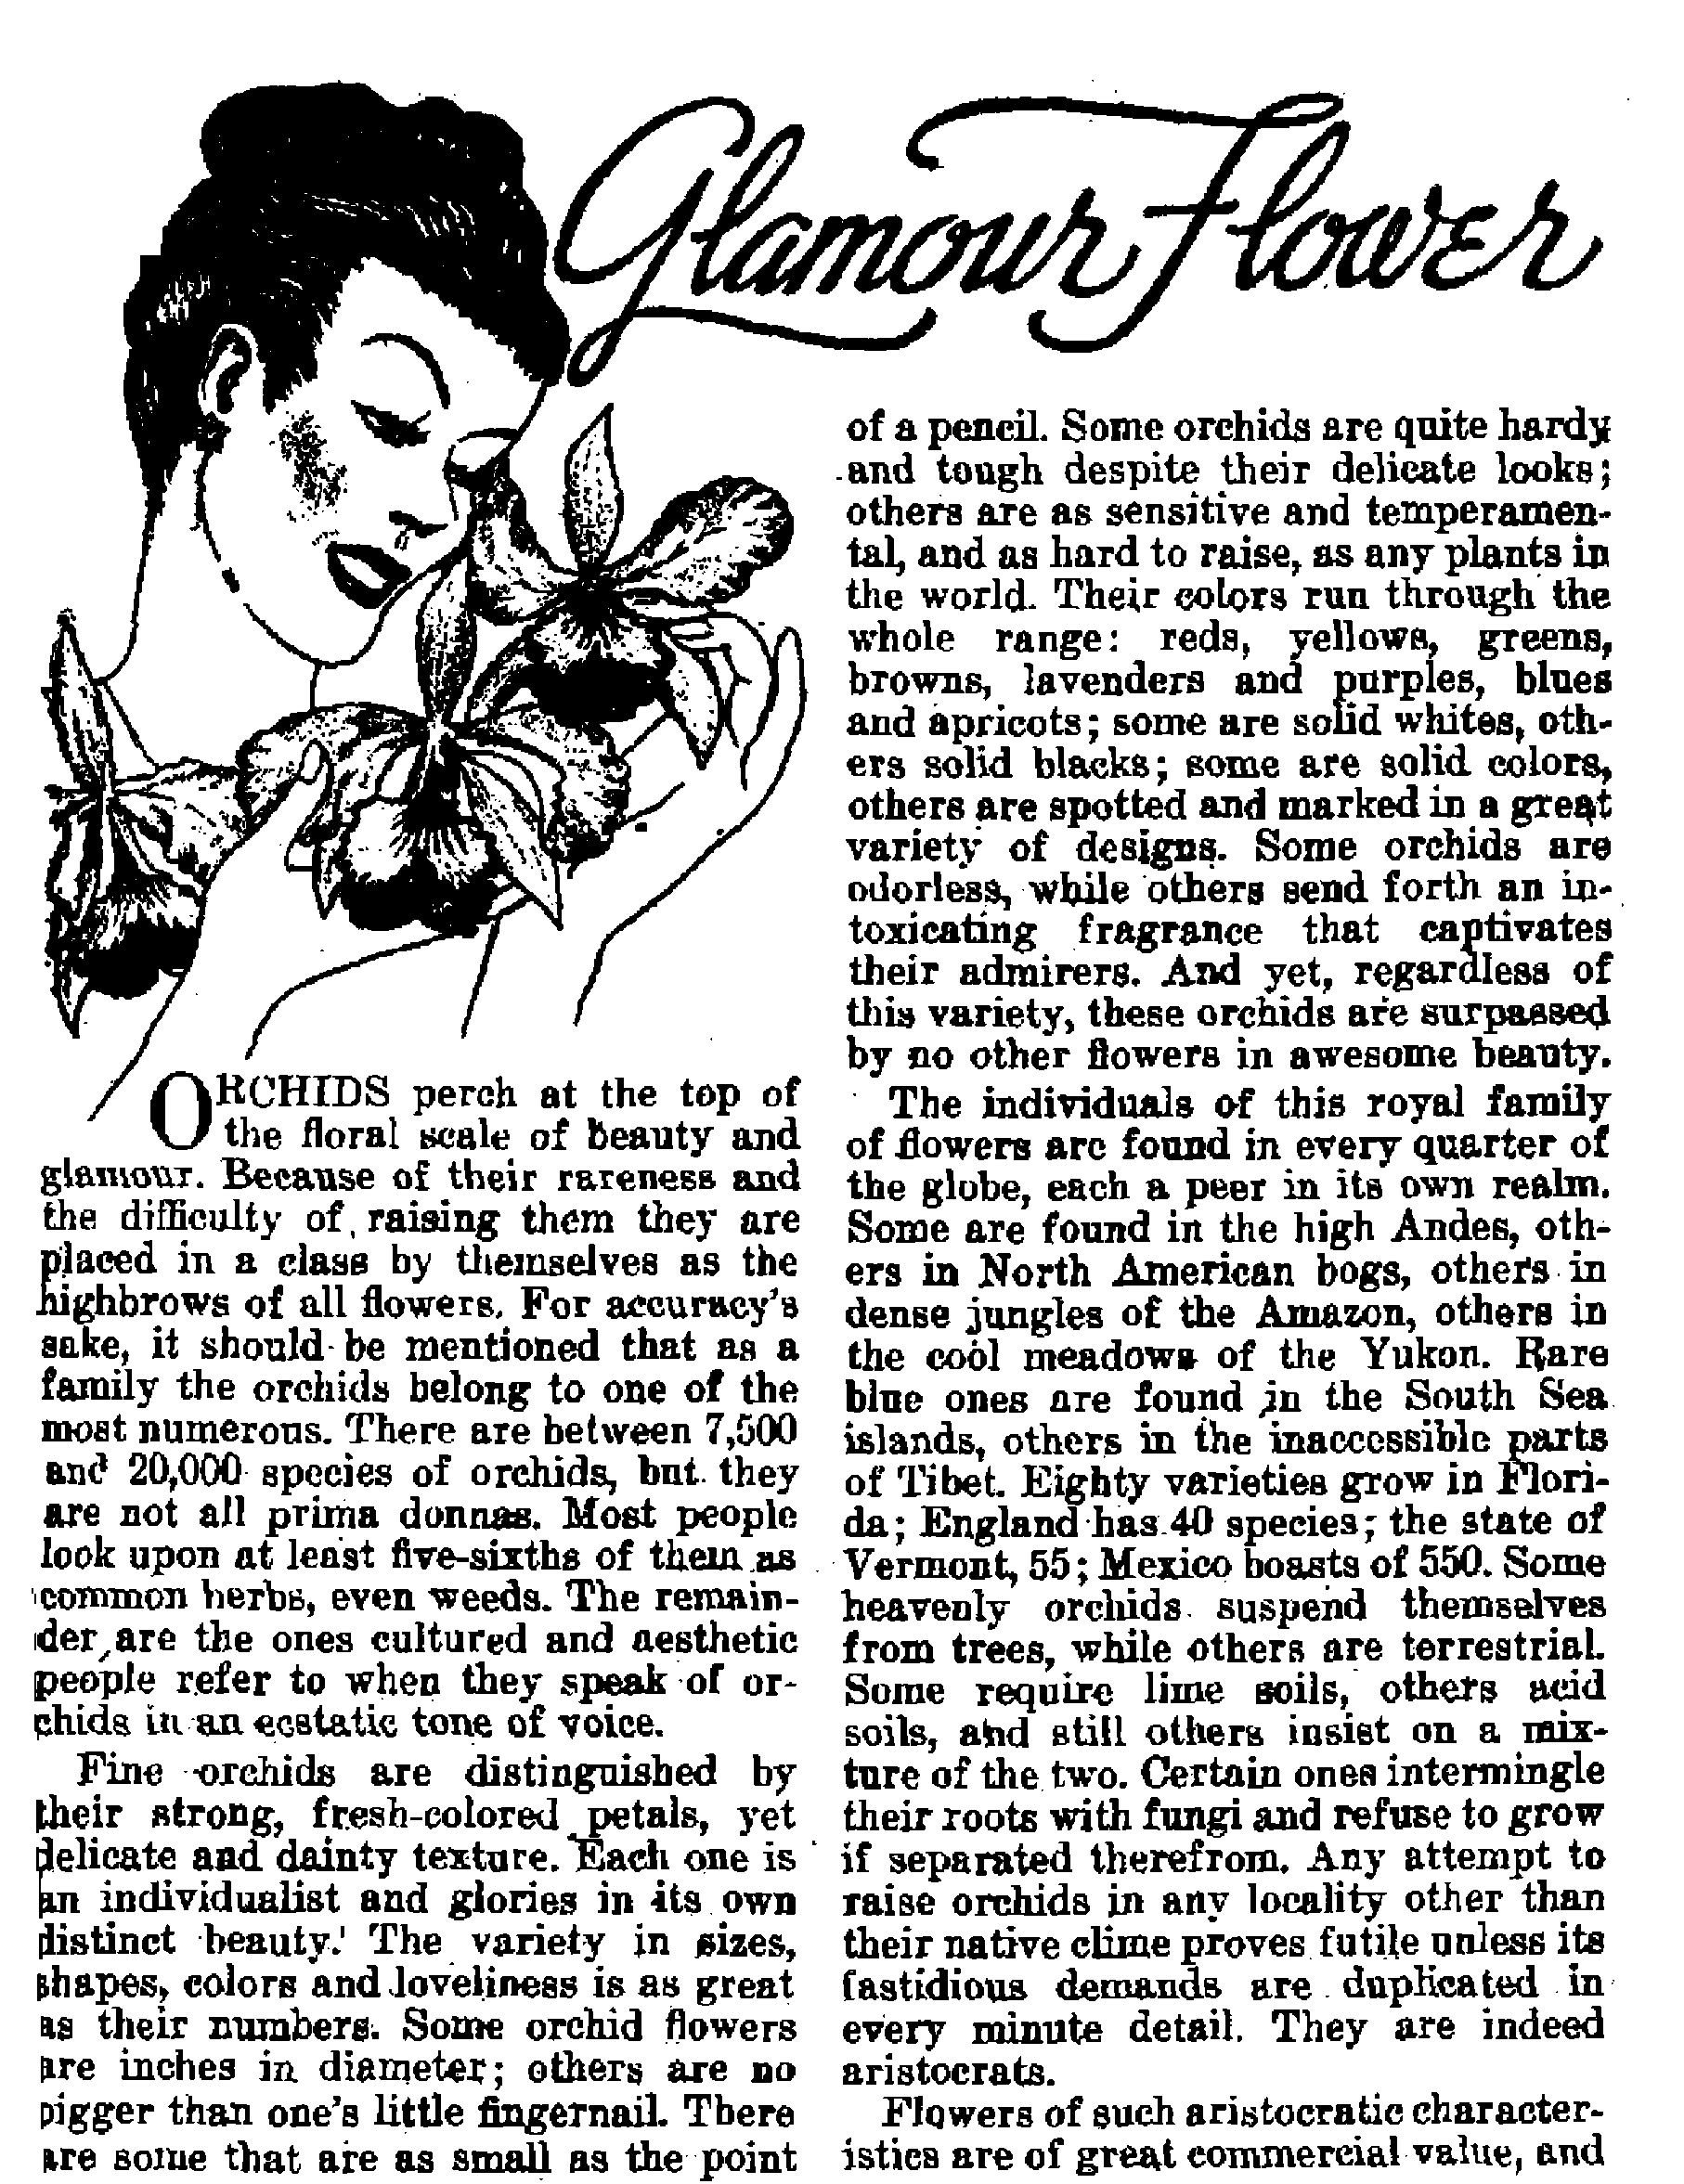 Glamour Flower
ORCHIDS perch at the top of
the floral scale of beauty and
glamour. Because of their rareness and
the difficulty of raising them they are
placed in a class by themselves as the
highbrows of all flowers. For accuracy's
sake, it should be mentioned that as a
family the orchids belong to one of the
most numerous. There are between 7,500
and 20,000 species of orchids, but they
are not all prima donnas. Most people
look upon at least five-sixths of them as
common herbs, even weeds. The remain-
der are the ones cultured and aesthetic
people refer to when they speak of or-
chids in an ecstatic tone of voice.
Fine orchids are distinguished by
their strong, fresh-colored petals, yet
delicate and dainty texture. Each one is
an individualist and glories in its own
distinct beauty. The variety in sizes,
shapes, colors and loveliness is as great
as their numbers. Some orchid flowers
are inches in diameter; others are no
bigger than one's little fingernail. There
are some that are as small as the point
of a pencil. Some orchids are quite hardy
and tough despite their delicate looks;
others are as sensitive and temperamen-
tal, and as hard to raise, as any plants in
the world. Their colors run through the
whole range: reds, yellows, greens,
browns, lavenders and purples, blues
and apricots; some are solid whites, oth-
ers solid blacks; some are solid colors,
others are spotted and marked in a great
variety of designs. Some orchids are
odorless, while others send forth an in-
toxicating fragrance that captivates
their admirers. And yet, regardless of
this variety, these orchids are surpassed
by no other flowers in awesome beauty.
The individuals of this royal family
of flowers are found in every quarter of
the globe, each a peer in its own realm.
Some are found in the high Andes, oth-
ers in North American bogs, others in
dense jungles of the Amazon, others in
the cool meadows of the Yukon. Rare
blue ones are found in the South Sea
islands, others in the inaccessible parts
of Tibet. Eighty varieties grow in Flori-
da; England has 40 species; the state of
Vermont, 55; Mexico boasts of 550. Some
heavenly orchids suspend themselves
from trees, while others are terrestrial.
Some require lime soils, others acid
soils, and still others insist on a mix-
ture of the two. Certain ones intermingle
their roots with fungi and refuse to grow
if separated therefrom. Any attempt to
raise orchids in any locality other than
their native clime proves futile unless its
fastidious demands are duplicated in
every minute detail. They are indeed
aristocrats.
Flowers of such aristocratic character-
istics are of great commercial value, and